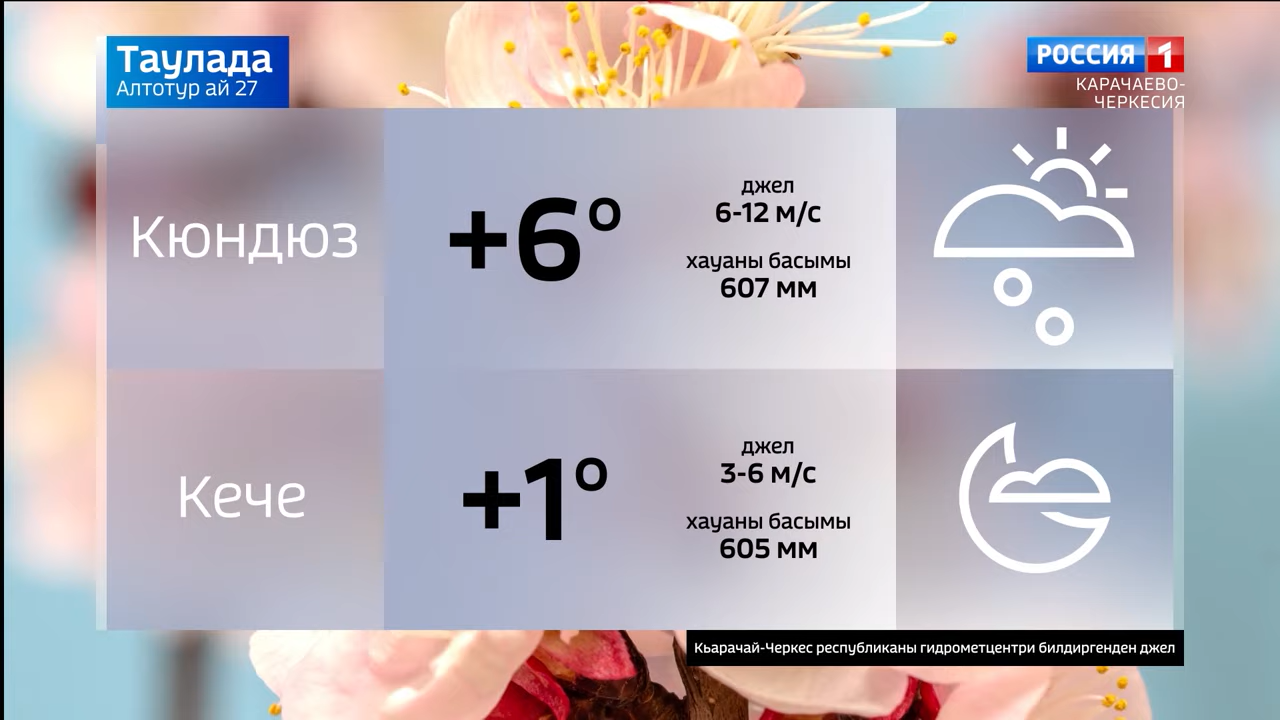 Таулада
Алтотур ай 27
РОССИЯ 1
КАРАЧАЕВО-
ЧЕРКЕСИЯ
Кюндюз
+6°
джел
6-12 м/с
хауаны басымы
607 мм
Кече
+1°
джел
3-6 м/с
хауаны басымы
605 мм
Кьарачай-Черкес республиканы гидрометцентри билдиргенден джел